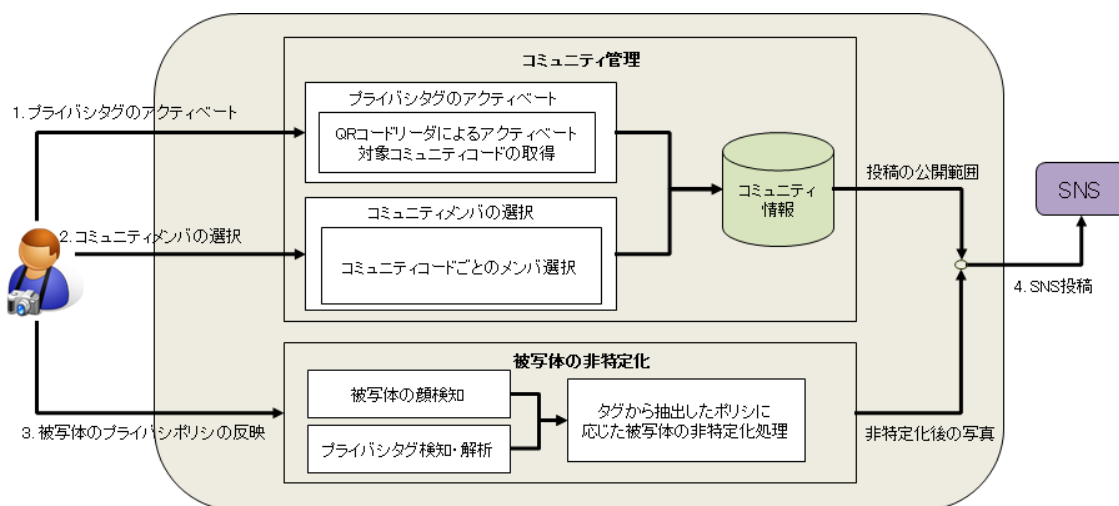 コミュニティ管理
1.プライバシタグのアクティベート
プライバシタグのアクティベート
QRコードリーダによるアクティベート
対象コミュニティコードの取得
コミュニティ
情報
投稿の公開範囲
SNS
2.コミュニティメンバの選択
コミュニティメンバの選択
コミュニティコードごとのメンバ選択
4.SNS投稿
被写体の非特定化
3.被写体のプライバシポリシの反映
被写体の顔検知
プライバシタグ検知・解析
タグから抽出したポリシに
応じた被写体の非特定化処理
非特定化後の写真